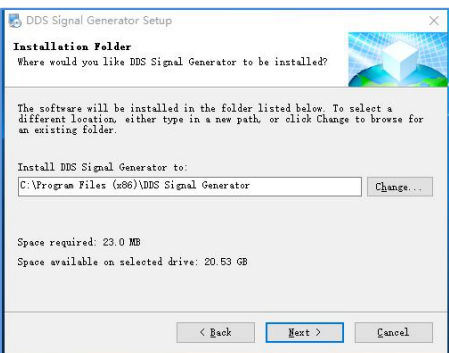 DDS Signal Generator Setup
Installation Folder
Where would you like DDS Signal Generator to be installed?
The software will be installed in the folder listed below. To select a
different location, either type in a new path, or click Change to browse for
an existing folder.
Install DDS Signal Generator to:
C:\Program Files (x86)\DDS Signal Generator
Change...
Space required: 23.0 MB
Space available on selected drive: 20.53 GB
< Back
Next >
Cancel